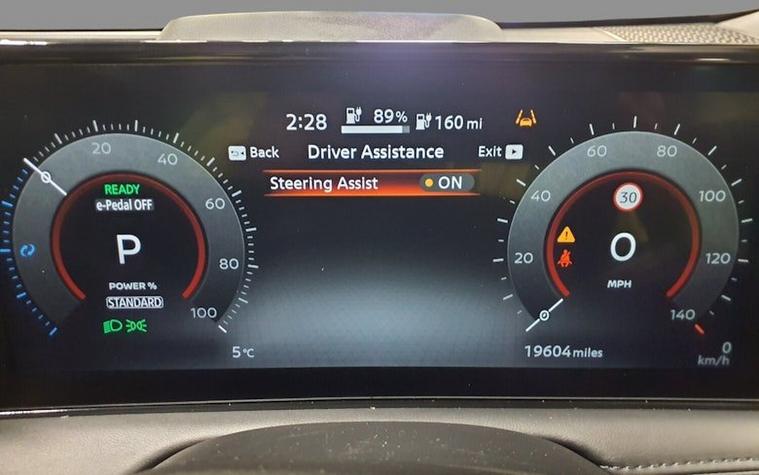 2:28 89% 160 mi
Back Driver Assistance Exit
Steering Assist ON
20 40 60 80 100
READY
e-Pedal OFF
P
POWER %
STANDARD
5°C
0 20 40 60 80 100 120 140
30
0
MPH
19604 miles
0
km/h